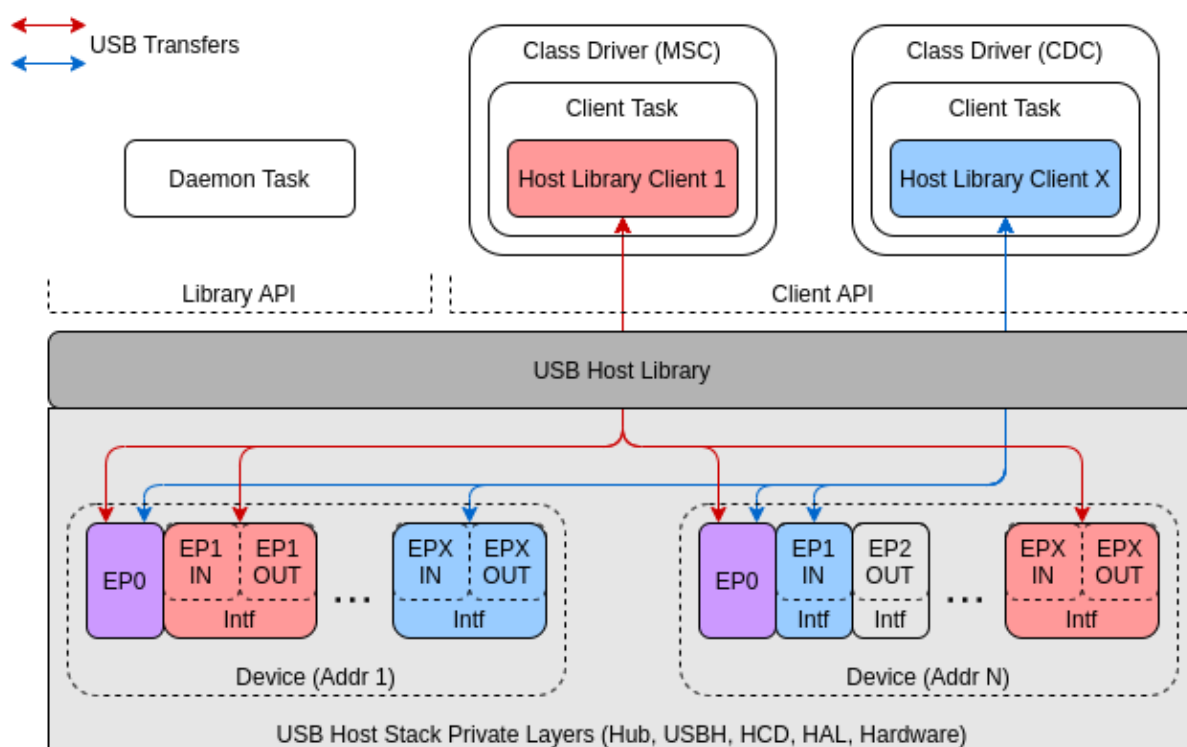 USB Transfers
Class Driver (MSC)
Class Driver (CDC)
Client Task
Client Task
Daemon Task
Host Library Client 1
Host Library Client X
Library API
Client API
USB Host Library
EP0
EP1
IN
EP1
OUT
Intf
...
EPX
IN
EPX
OUT
Intf
Device (Addr 1)
EP0
EP1
IN
Intf
EP2
OUT
Intf
...
EPX
IN
EPX
OUT
Intf
Device (Addr N)
USB Host Stack Private Layers (Hub, USBH, HCD, HAL, Hardware)